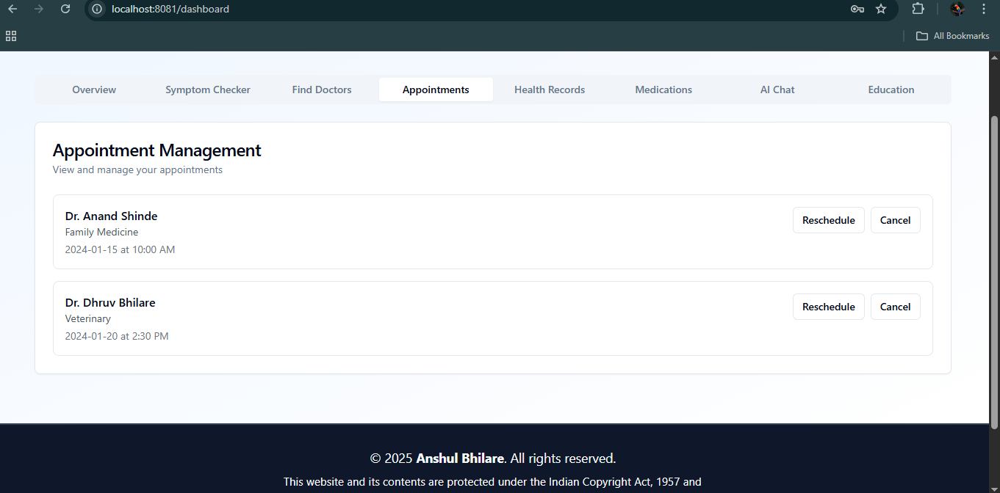 localhost:8081/dashboard
All Bookmarks
Overview Symptom Checker Find Doctors Appointments Health Records Medications AI Chat Education
Appointment Management
View and manage your appointments
Dr. Anand Shinde
Reschedule Cancel
Family Medicine
2024-01-15 at 10:00 AM
Dr. Dhruv Bhilare
Reschedule Cancel
Veterinary
2024-01-20 at 2:30 PM
© 2025 Anshul Bhilare. All rights reserved.
This website and its contents are protected under the Indian Copyright Act, 1957 and